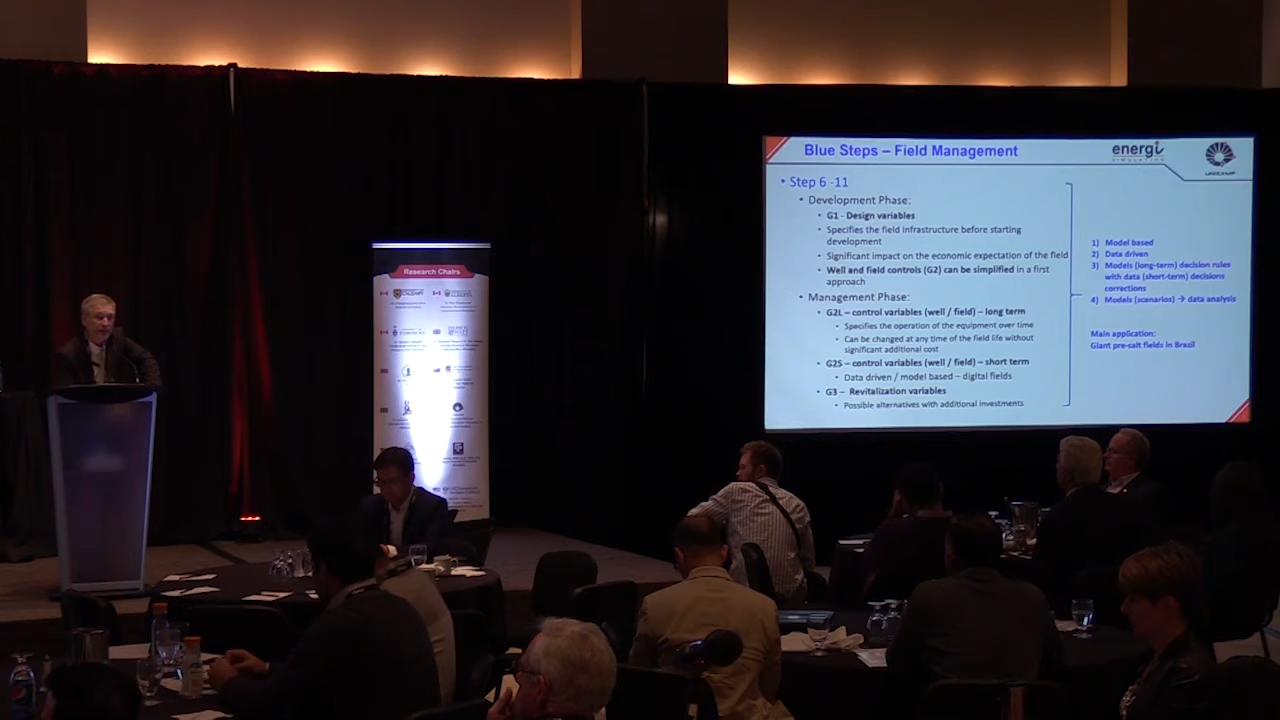 Blue Steps – Field Management
energi
SIMULATION
UNICAMP
• Step 6 -11
• Development Phase:
• G1 - Design variables
• Specifies the field infrastructure before starting
development
• Significant impact on the economic expectation of the field
• Well and field controls (G2) can be simplified in a first
approach
• Management Phase:
• G2L – control variables (well / field) – long term
• Specifies the operation of the equipment over time
• Can be changed at any time of the field life without
significant additional cost
• G2S – control variables (well / field) – short term
• Data driven / model based – digital fields
• G3 – Revitalization variables
• Possible alternatives with additional investments
1) Model based
2) Data driven
3) Models (long-term) decision rules
with data (short-term) decisions
corrections
4) Models (scenarios) → data analysis
Main application:
Giant pre-salt fields in Brazil
Research Chairs
CALGARY
ALBERTA